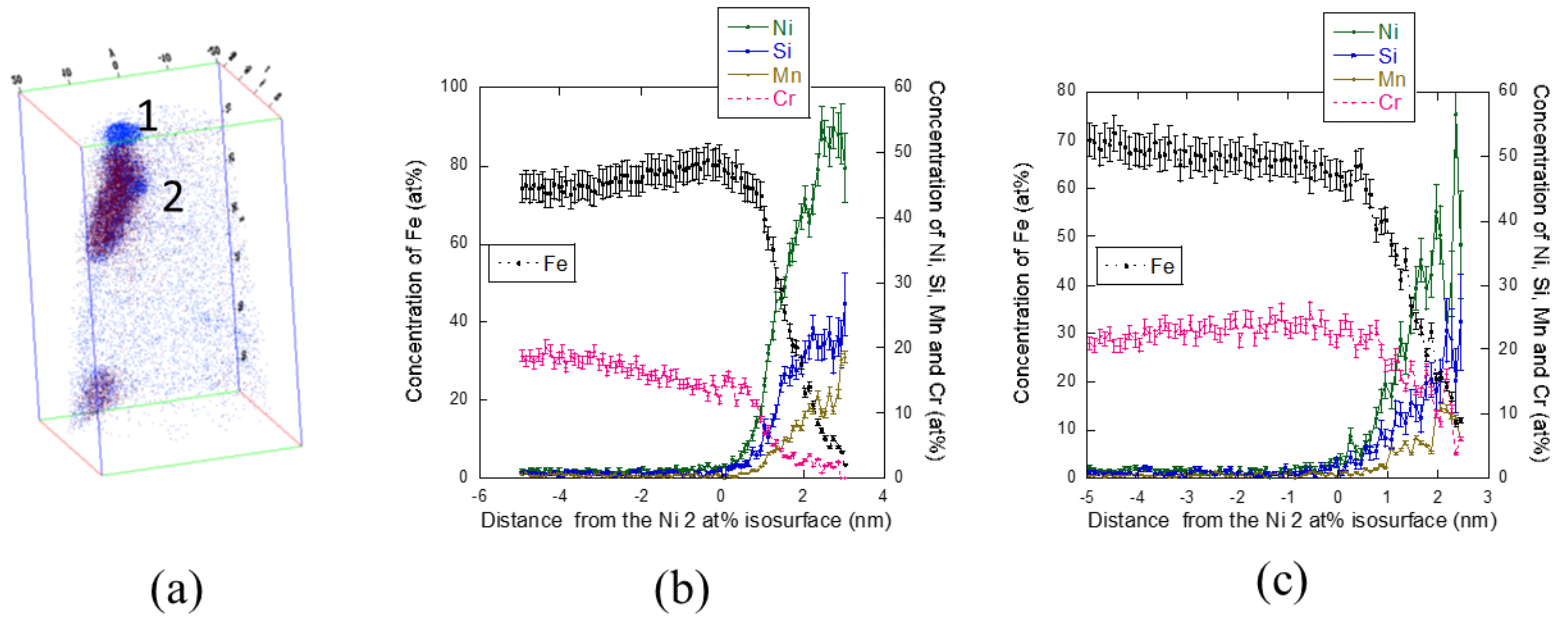 50
10
0
-10
-50
1
2
Ni
Si
Mn
Cr
100
80
60
40
20
0
Concentration of Fe (at%)
Fe
60
50
40
30
20
10
0
Concentration of Ni, Si, Mn and Cr (at%)
-6
-4
-2
0
2
4
Distance from the Ni 2 at% isosurface (nm)
Ni
Si
Mn
Cr
80
70
60
50
40
30
20
10
0
Concentration of Fe (at%)
Fe
60
50
40
30
20
10
0
Concentration of Ni, Si, Mn and Cr (at%)
-5
-4
-3
-2
-1
0
1
2
3
Distance from the Ni 2 at% isosurface (nm)
(a)
(b)
(c)